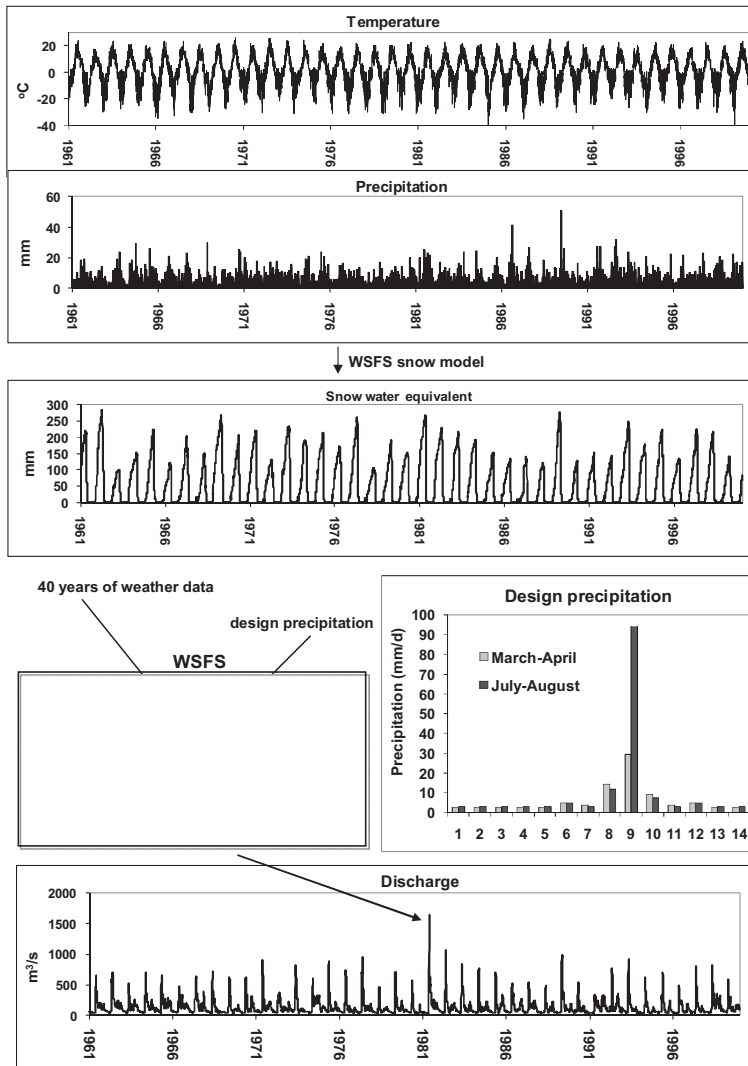 Temperature
20
0
-20
-40
°C
1961 1966 1971 1976 1981 1986 1991 1996
Precipitation
60
40
20
0
mm
1961 1966 1971 1976 1981 1986 1991 1996
WSFS snow model
Snow water equivalent
300
250
200
150
100
50
0
mm
1961 1966 1971 1976 1981 1986 1991 1996
40 years of weather data
design precipitation
WSFS
Design precipitation
100
90
80
70
60
50
40
30
20
10
0
Precipitation (mm/d)
March-April
July-August
1 2 3 4 5 6 7 8 9 10 11 12 13 14
Discharge
2000
1500
1000
500
0
m³/s
1961 1966 1971 1976 1981 1986 1991 1996